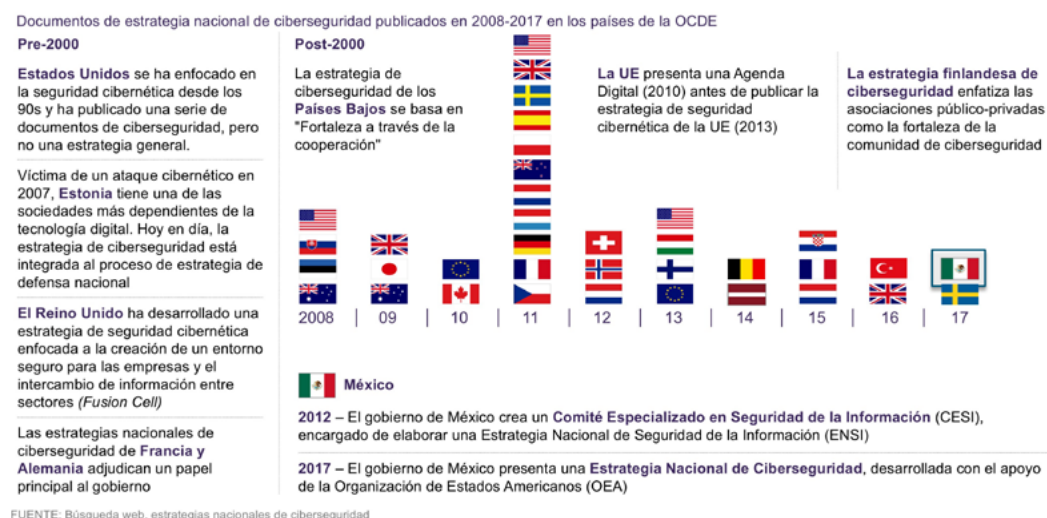 Documentos de estrategia nacional de ciberseguridad publicados en 2008-2017 en los países de la OCDE
Pre-2000
Estados Unidos se ha enfocado en
la seguridad cibernética desde los
90s y ha publicado una serie de
documentos de ciberseguridad, pero
no una estrategia general.
Víctima de un ataque cibernético en
2007, Estonia tiene una de las
sociedades más dependientes de la
tecnología digital. Hoy en día, la
estrategia de ciberseguridad está
integrada al proceso de estrategia de
defensa nacional
El Reino Unido ha desarrollado una
estrategia de seguridad cibernética
enfocada a la creación de un entorno
seguro para las empresas y el
intercambio de información entre
sectores (Fusion Cell)
Las estrategias nacionales de
ciberseguridad de Francia y
Alemania adjudican un papel
principal al gobierno
Post-2000
La estrategia de
ciberseguridad de los
Países Bajos se basa en
"Fortaleza a través de la
cooperación"
La UE presenta una Agenda
Digital (2010) antes de publicar la
estrategia de seguridad
cibernética de la UE (2013)
La estrategia finlandesa de
ciberseguridad enfatiza las
asociaciones público-privadas
como la fortaleza de la
comunidad de ciberseguridad
2008 | 09 | 10 | 11 | 12 | 13 | 14 | 15 | 16 | 17
México
2012 – El gobierno de México crea un Comité Especializado en Seguridad de la Información (CESI),
encargado de elaborar una Estrategia Nacional de Seguridad de la Información (ENSI)
2017 – El gobierno de México presenta una Estrategia Nacional de Ciberseguridad, desarrollada con el apoyo
de la Organización de Estados Americanos (OEA)
FUENTE: Búsqueda web, estrategias nacionales de ciberseguridad